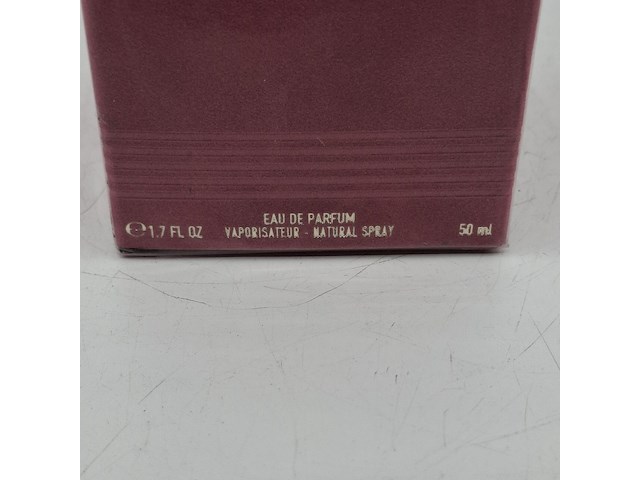 EAU DE PARFUM
℮ 1.7 FL OZ VAPORISATEUR - NATURAL SPRAY 50 ml